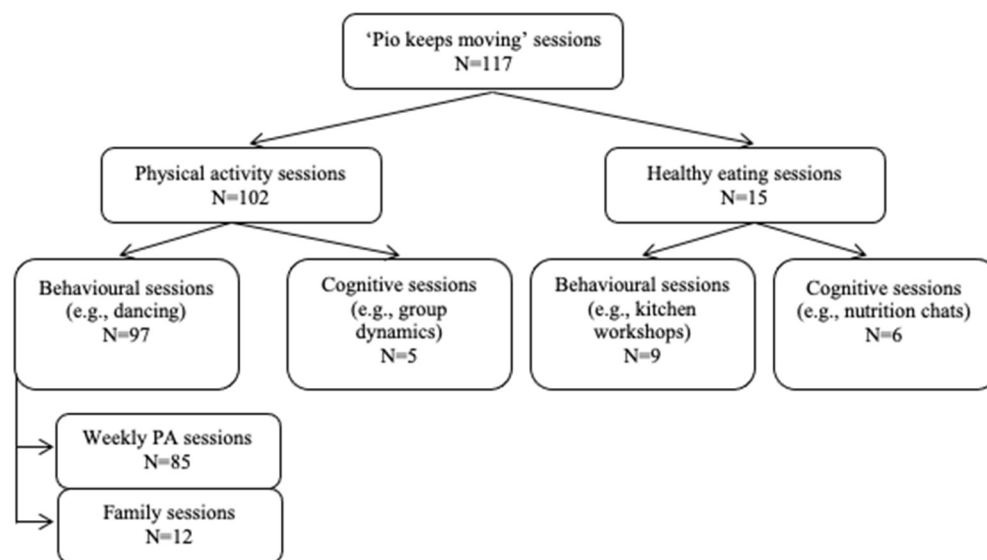 ‘Pio keeps moving’ sessions
N=117
Physical activity sessions
N=102
Healthy eating sessions
N=15
Behavioural sessions
(e.g., dancing)
N=97
Cognitive sessions
(e.g., group
dynamics)
N=5
Behavioural sessions
(e.g., kitchen
workshops)
N=9
Cognitive sessions
(e.g., nutrition chats)
N=6
Weekly PA sessions
N=85
Family sessions
N=12